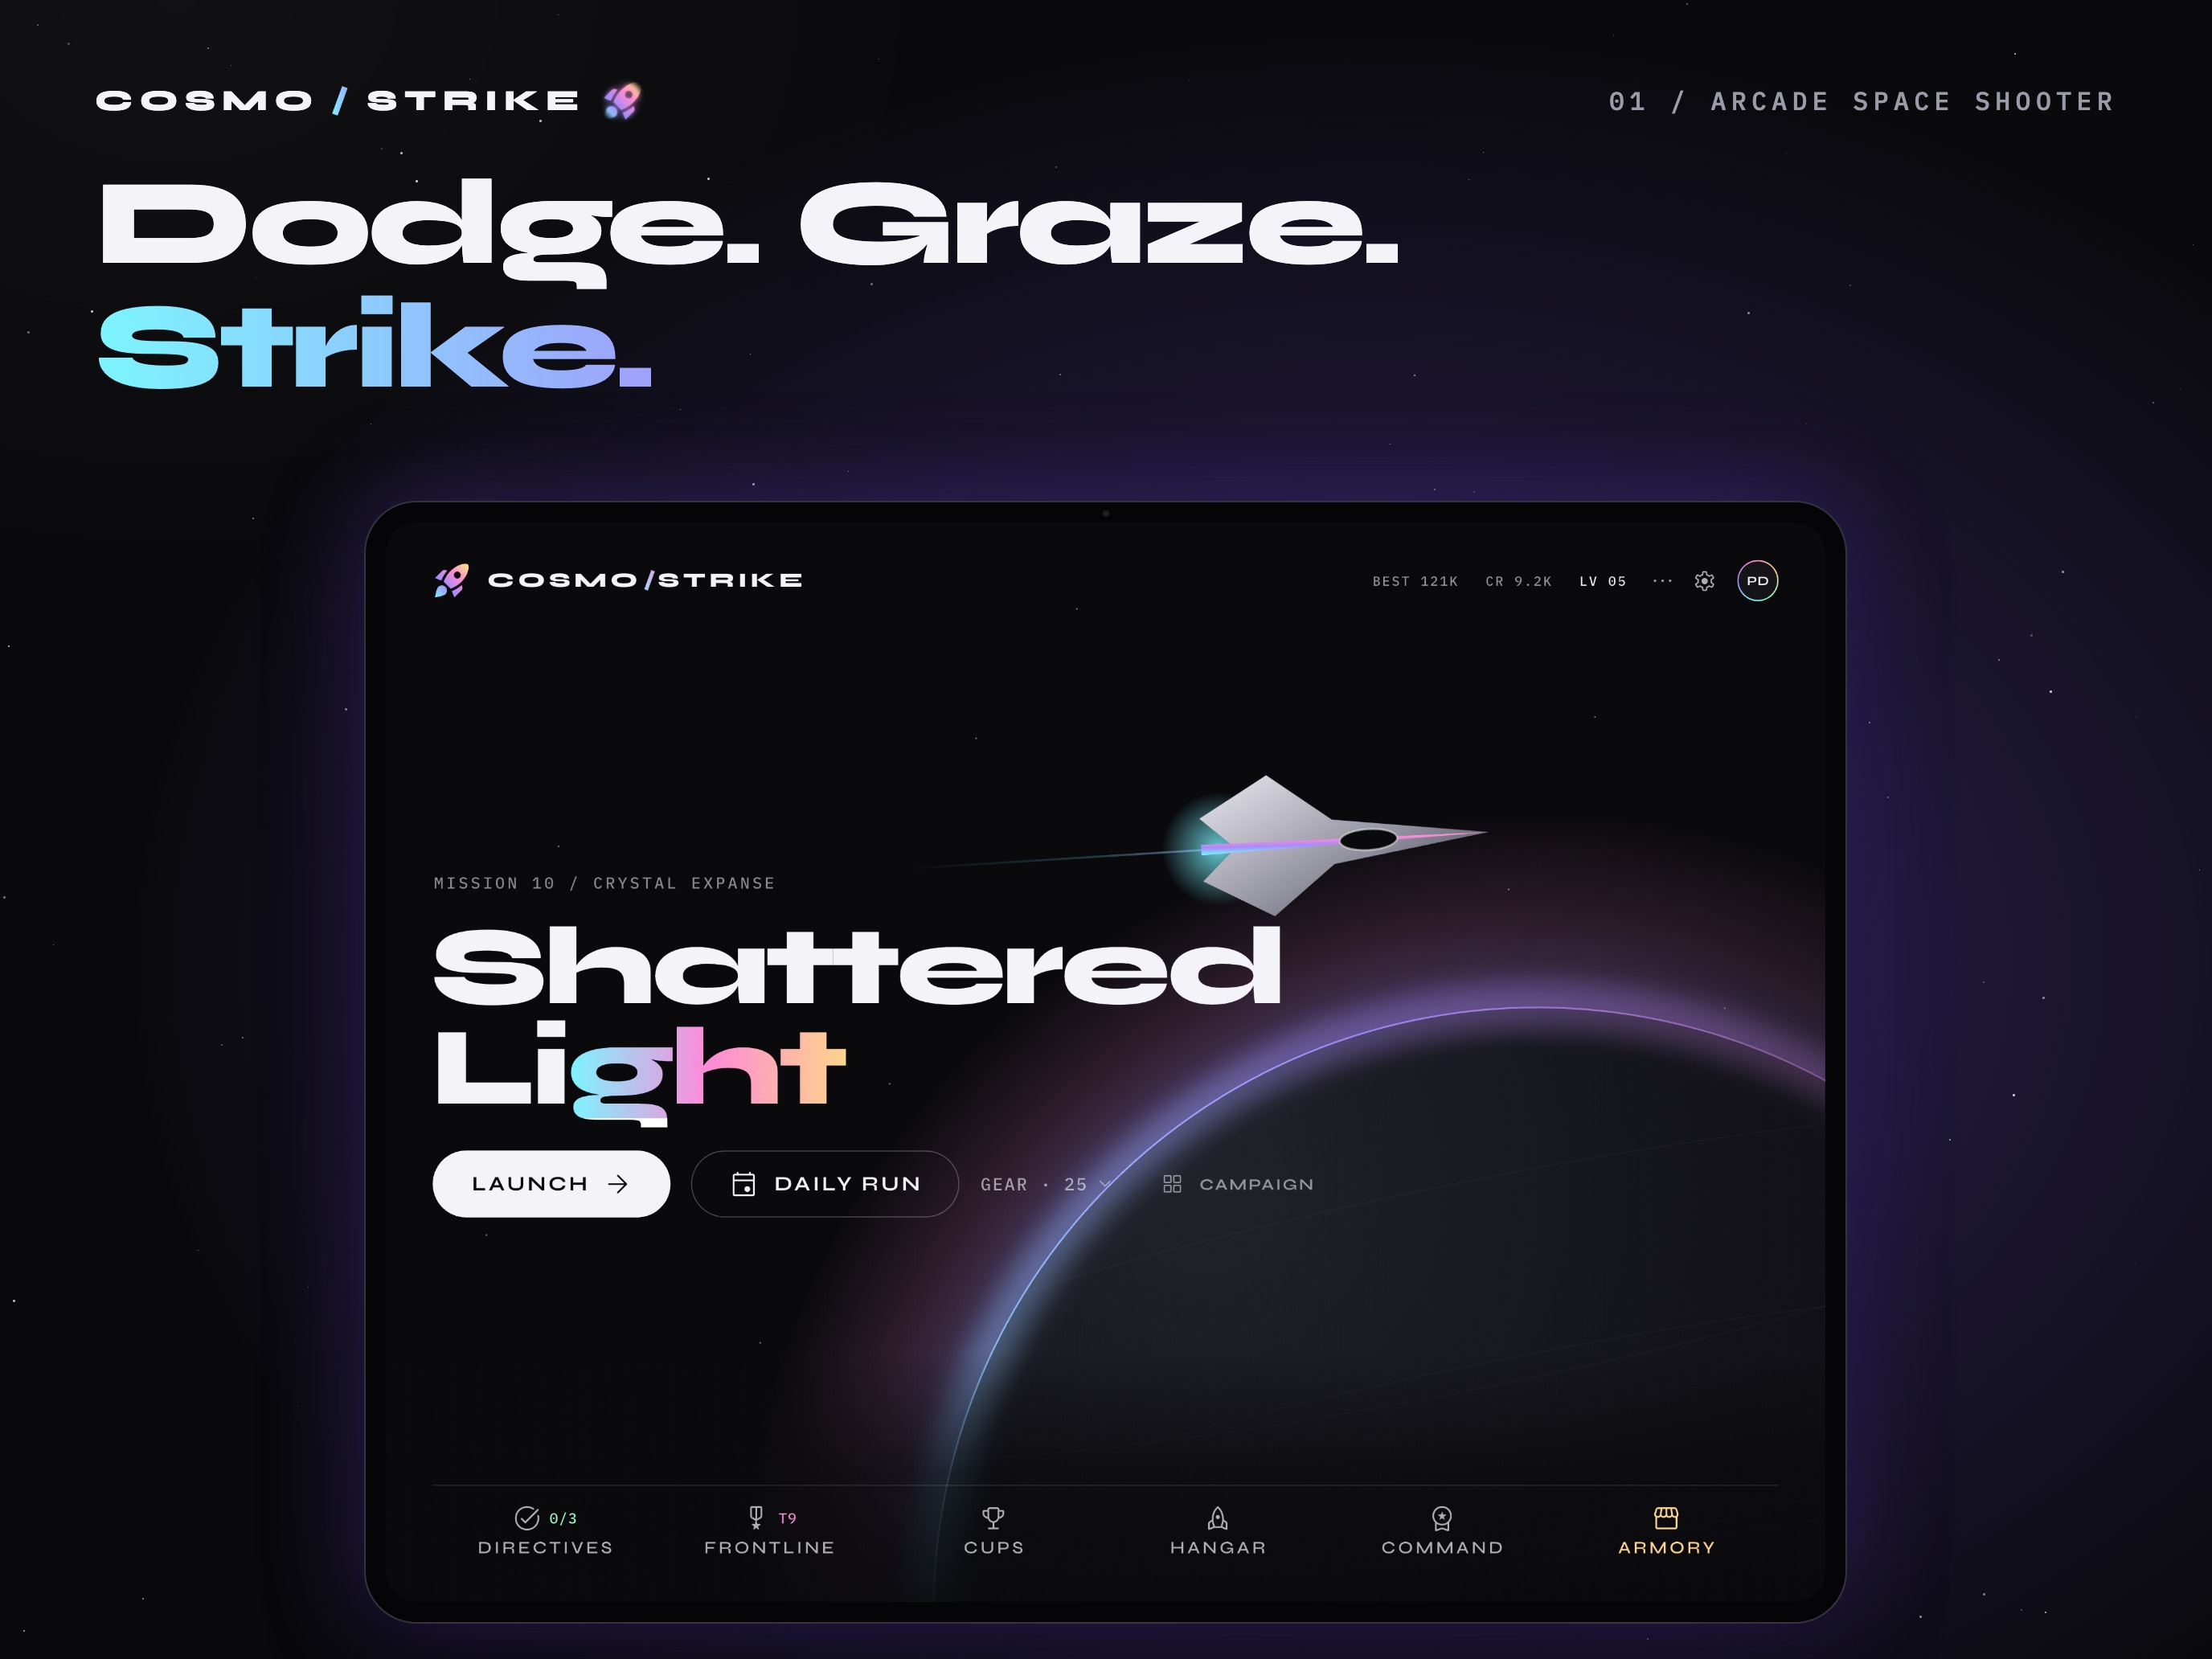 COSMO / STRIKE
01 / ARCADE SPACE SHOOTER
Dodge. Graze.
Strike.
COSMO/STRIKE
BEST 121K CR 9.2K LV 05 ... PD
MISSION 10 / CRYSTAL EXPANSE
Shattered
Light
LAUNCH → DAILY RUN GEAR · 25 CAMPAIGN
0/3 T9
DIRECTIVES FRONTLINE CUPS HANGAR COMMAND ARMORY